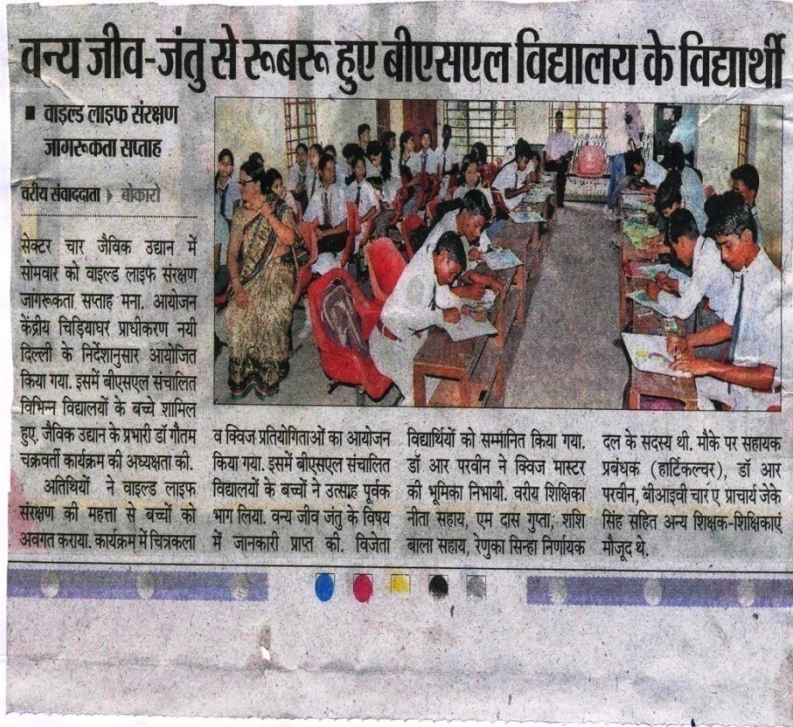 वन्य जीव-जंतु से रूबरू हुए बीएसएल विद्यालय के विद्यार्थी
वाइल्ड लाइफ संरक्षण
जागरूकता सप्ताह
वरीय संवाददाता बोकारो
सेक्टर चार जैविक उद्यान में
सोमवार को वाइल्ड लाइफ संरक्षण
जागरूकता सप्ताह मना. आयोजन
केंद्रीय चिड़ियाघर प्राधीकरण नयी
दिल्ली के निर्देशानुसार आयोजित
किया गया. इसमें बीएसएल संचालित
विभिन्न विद्यालयों के बच्चे शामिल
हुए. जैविक उद्यान के प्रभारी डॉ गौतम
चक्रवर्ती कार्यक्रम की अध्यक्षता की.
अतिथियों ने वाइल्ड लाइफ
संरक्षण की महत्ता से बच्चों को
अवगत कराया. कार्यक्रम में चित्रकला
व क्विज प्रतियोगिताओं का आयोजन
किया गया. इसमें बीएसएल संचालित
विद्यालयों के बच्चों ने उत्साह पूर्वक
भाग लिया. वन्य जीव जंतु के विषय
में जानकारी प्राप्त की. विजेता
विद्यार्थियों को सम्मानित किया गया.
डॉ आर परवीन ने क्विज मास्टर
की भूमिका निभायी. वरीय शिक्षिका
नीता सहाय, एम दास गुप्ता, शशि
बाला सहाय, रेणुका सिन्हा निर्णायक
दल के सदस्य थी. मौके पर सहायक
प्रबंधक (हार्टिकल्चर), डॉ आर
परवीन, बीआइवी चार ए प्राचार्य जेके
सिंह सहित अन्य शिक्षक-शिक्षिकाएं
मौजूद थे.